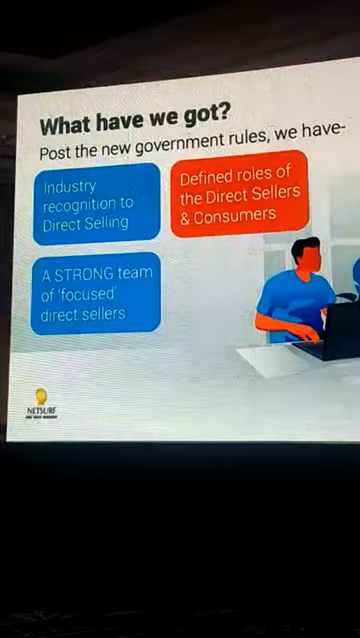 What have we got?
Post the new government rules, we have-
Industry
recognition to
Direct Selling
Defined roles of
the Direct Sellers
& Consumers
A STRONG team
of 'focused'
direct sellers
NETSURF